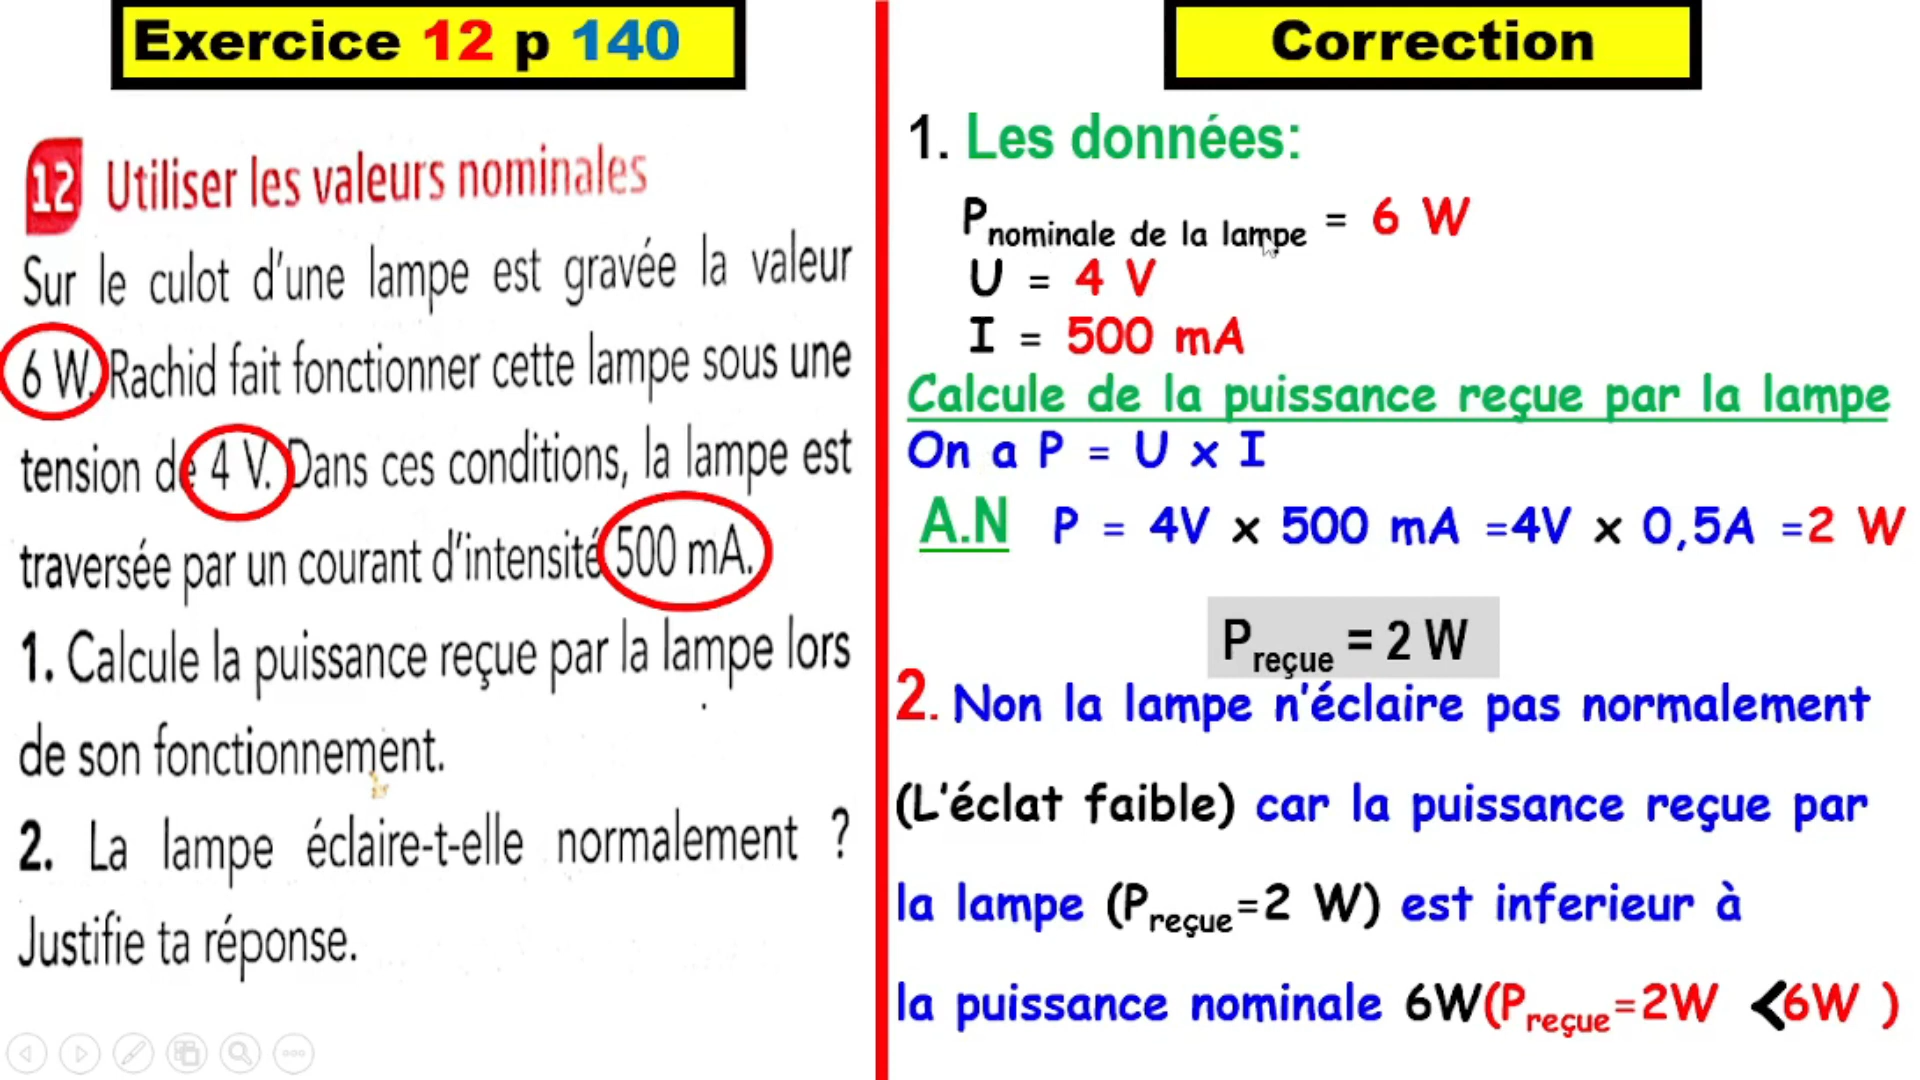 Exercice 12 p 140
12 Utiliser les valeurs nominales
Sur le culot d'une lampe est gravée la valeur
6 W. Rachid fait fonctionner cette lampe sous une
tension de 4 V. Dans ces conditions, la lampe est
traversée par un courant d'intensité 500 mA.
1. Calcule la puissance reçue par la lampe lors
de son fonctionnement.
2. La lampe éclaire-t-elle normalement ?
Justifie ta réponse.
Correction
1. Les données:
Pnominale de la lampe = 6 W
U = 4 V
I = 500 mA
Calcule de la puissance reçue par la lampe
On a P = U x I
A.N P = 4V x 500 mA =4V x 0,5A =2 W
Preçue = 2 W
2. Non la lampe n'éclaire pas normalement
(L'éclat faible) car la puissance reçue par
la lampe (Preçue=2 W) est inferieur à
la puissance nominale 6W(Preçue=2W <6W )